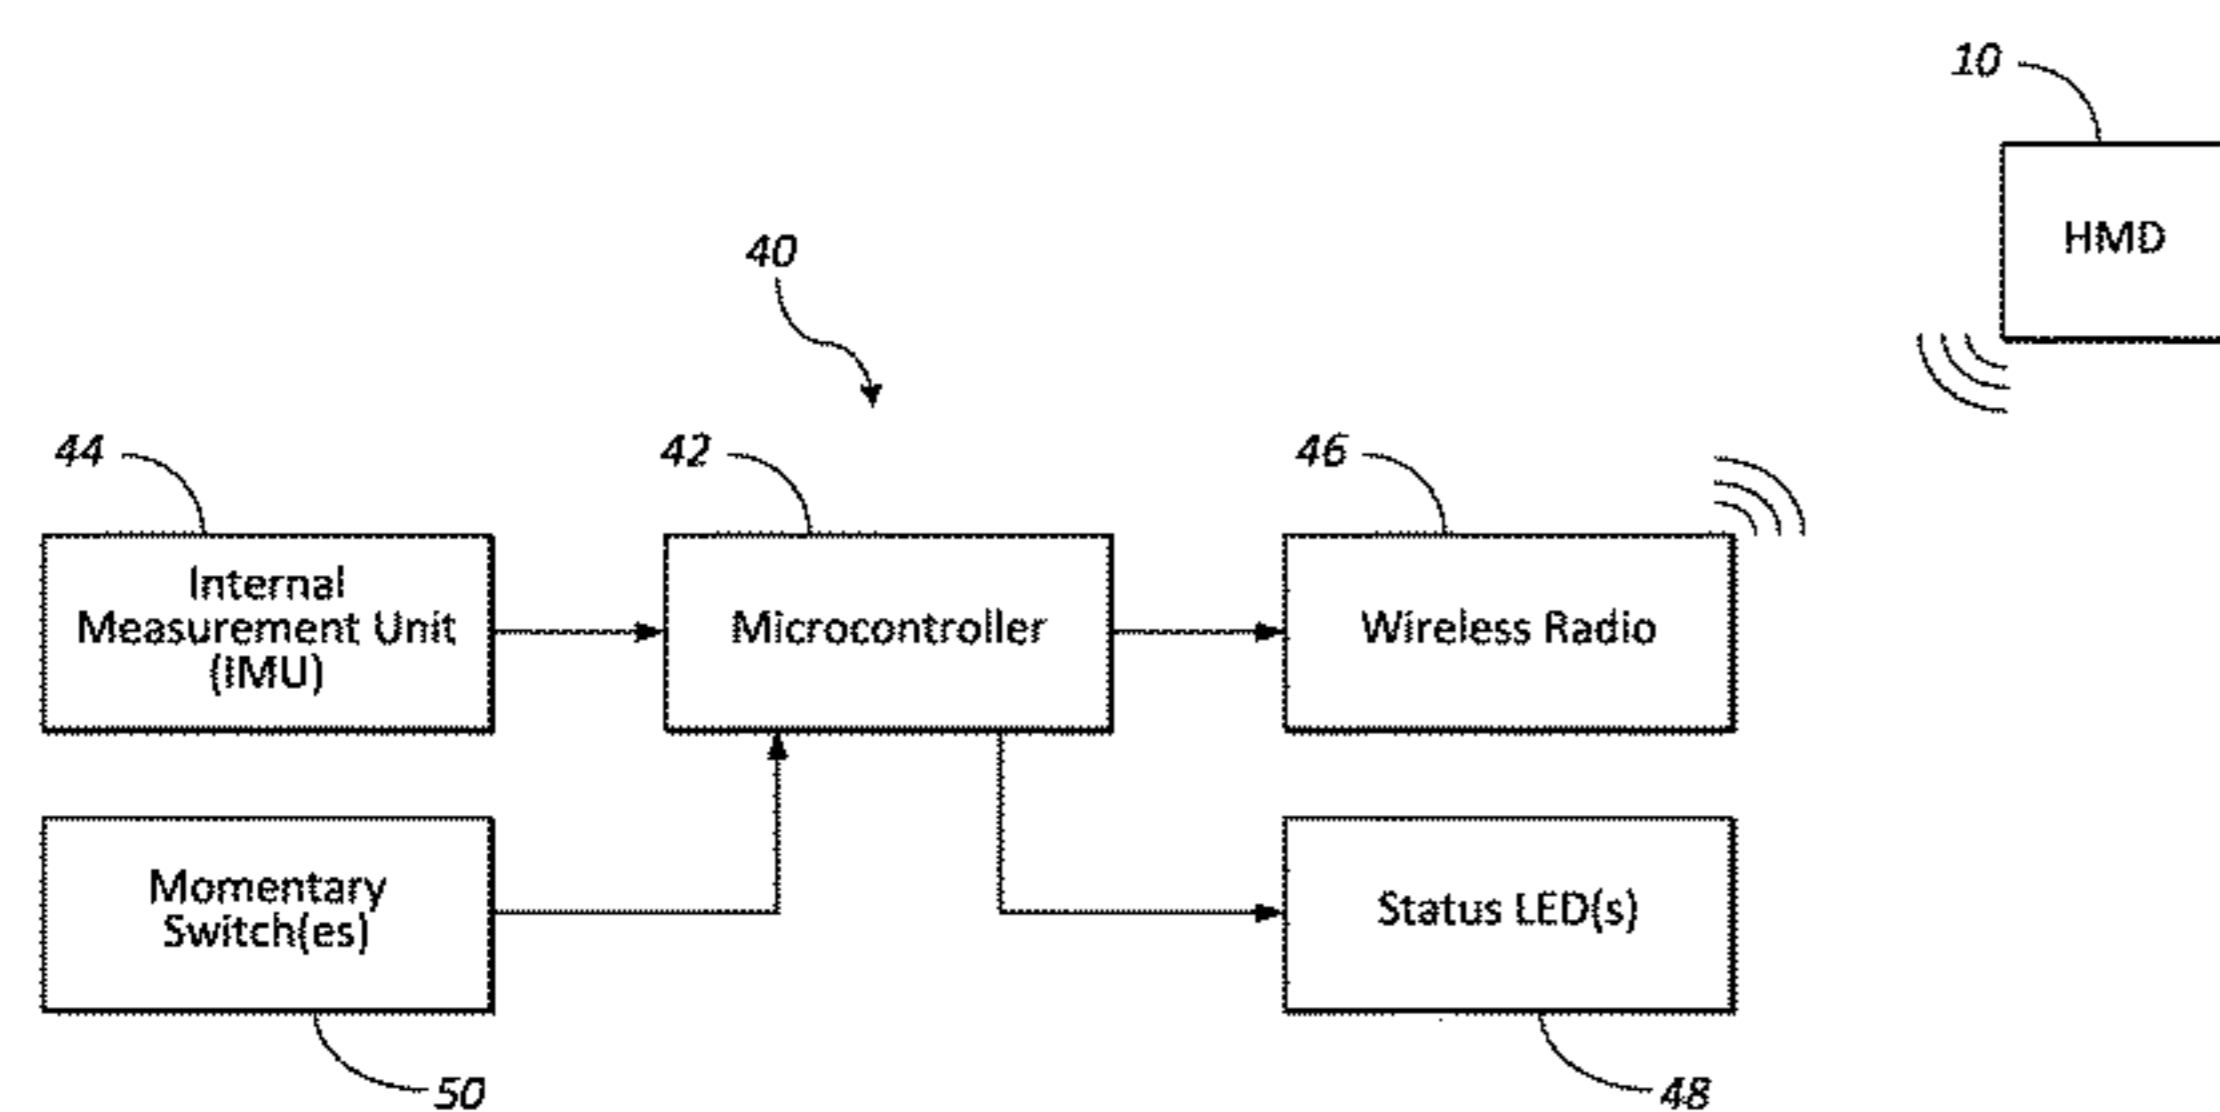 10
HMD
40
44
42
46
Internal
Measurement Unit
(IMU)
Microcontroller
Wireless Radio
Momentary
Switch(es)
Status LED(s)
50
48